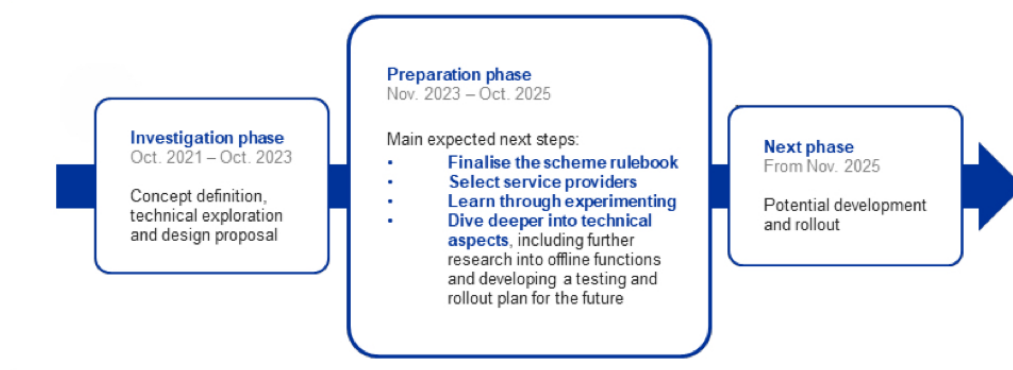 Investigation phase
Oct. 2021 – Oct. 2023
Concept definition,
technical exploration
and design proposal
Preparation phase
Nov. 2023 – Oct. 2025
Main expected next steps:
• Finalise the scheme rulebook
• Select service providers
• Learn through experimenting
• Dive deeper into technical
aspects, including further
research into offline functions
and developing a testing and
rollout plan for the future
Next phase
From Nov. 2025
Potential development
and rollout